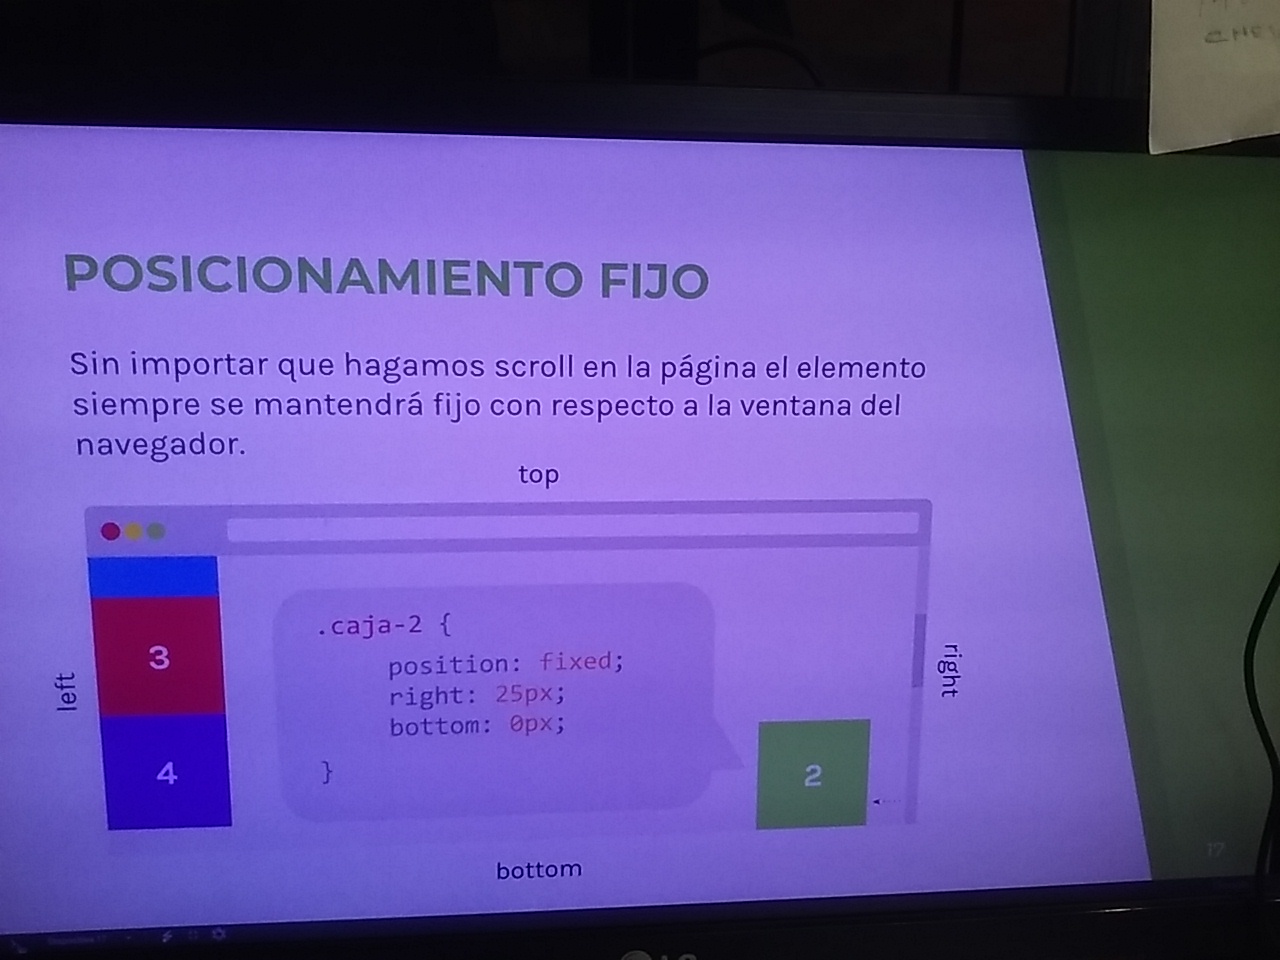 POSICIONAMIENTO FIJO
Sin importar que hagamos scroll en la página el elemento
siempre se mantendrá fijo con respecto a la ventana del
navegador.
top
left
3
4
.caja-2 {
position: fixed;
right: 25px;
bottom: 0px;
}
2
right
bottom
17
LG